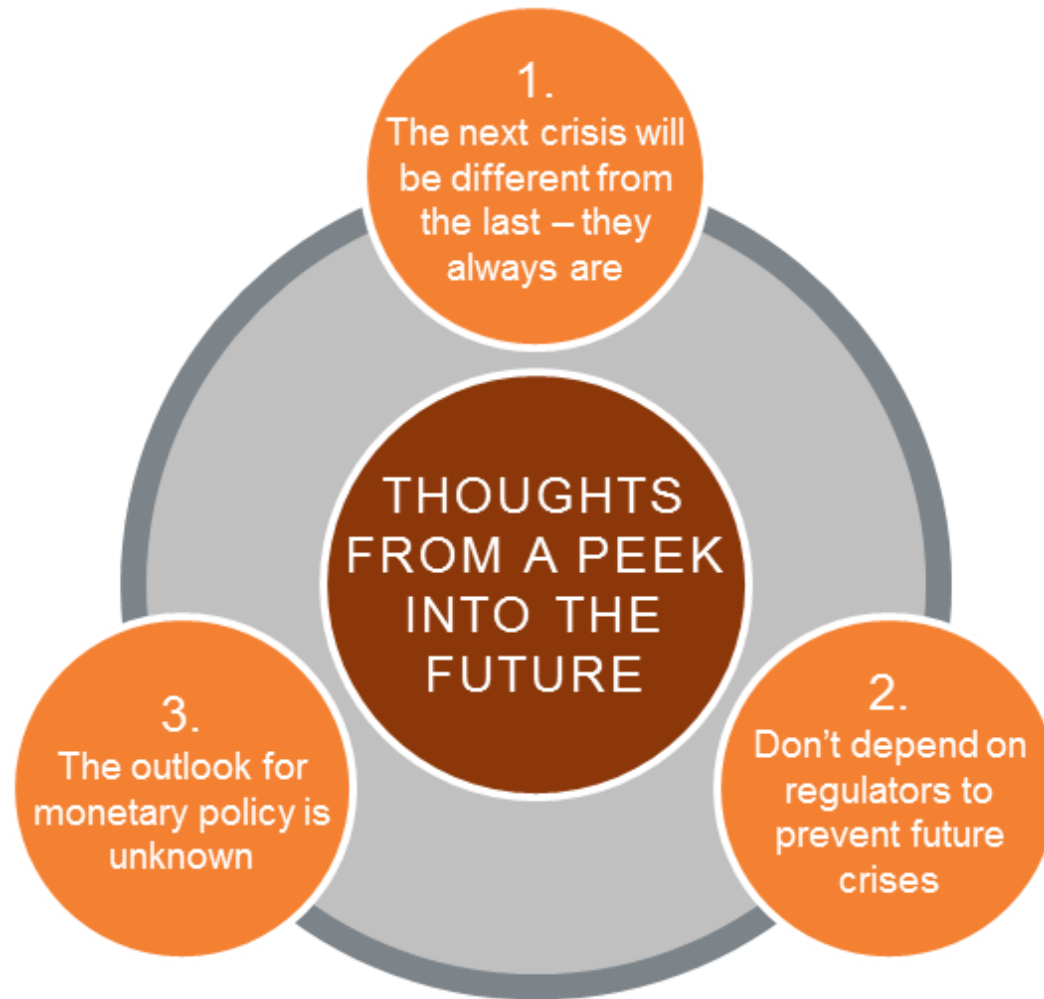 1.
The next crisis will
be different from
the last – they
always are
THOUGHTS
FROM A PEEK
INTO THE
FUTURE
2.
Don’t depend on
regulators to
prevent future
crises
3.
The outlook for
monetary policy is
unknown